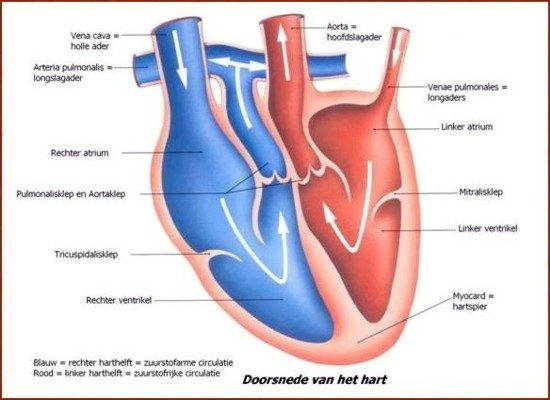 Vena cava =
holle ader
Aorta =
hoofdslagader
Arteria pulmonalis =
longslagader
Venae pulmonales =
longaders
Linker atrium
Rechter atrium
Pulmonalisklep en Aortaklep
Mitralisklep
Linker ventrikel
Tricuspidalisklep
Rechter ventrikel
Myocard =
hartspier
Blauw = rechter harthelft = zuurstofarme circulatie
Rood = linker harthelft = zuurstofrijke circulatie
Doorsnede van het hart